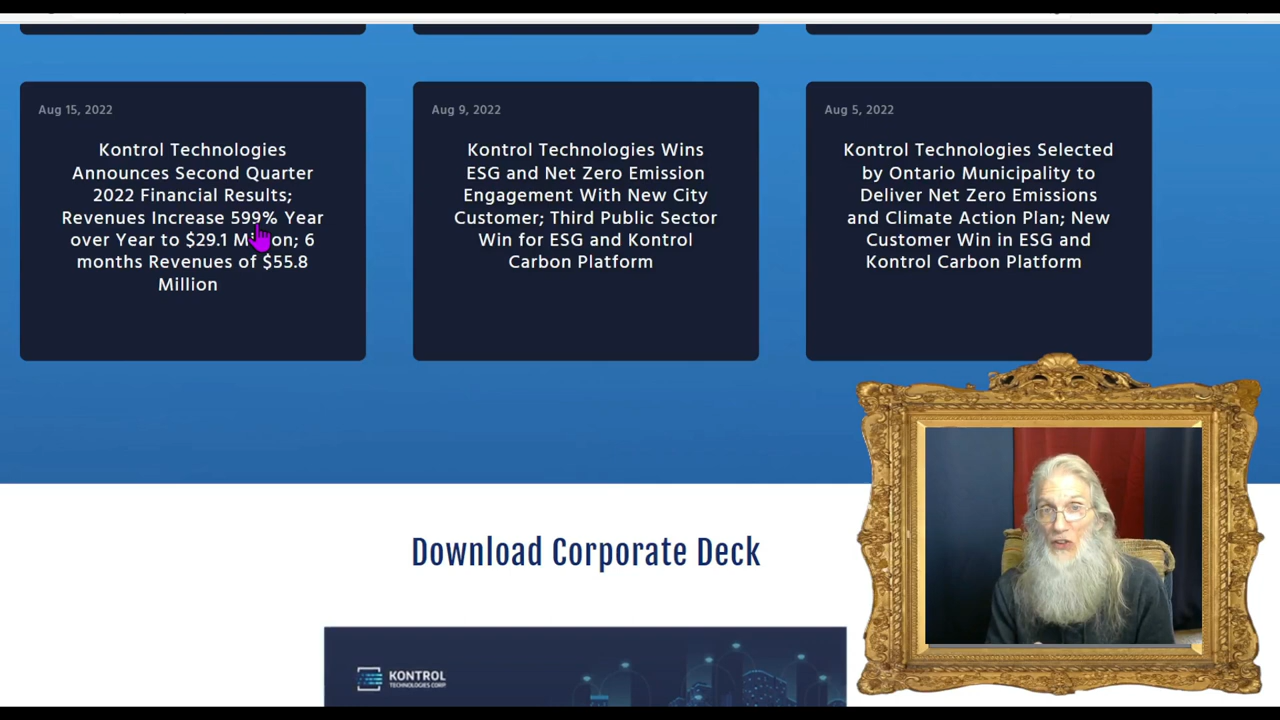 Aug 15, 2022
Kontrol Technologies
Announces Second Quarter
2022 Financial Results;
Revenues Increase 599% Year
over Year to $29.1 Million; 6
months Revenues of $55.8
Million
Aug 9, 2022
Kontrol Technologies Wins
ESG and Net Zero Emission
Engagement With New City
Customer; Third Public Sector
Win for ESG and Kontrol
Carbon Platform
Aug 5, 2022
Kontrol Technologies Selected
by Ontario Municipality to
Deliver Net Zero Emissions
and Climate Action Plan; New
Customer Win in ESG and
Kontrol Carbon Platform
Download Corporate Deck
KONTROL
TECHNOLOGIES CORP